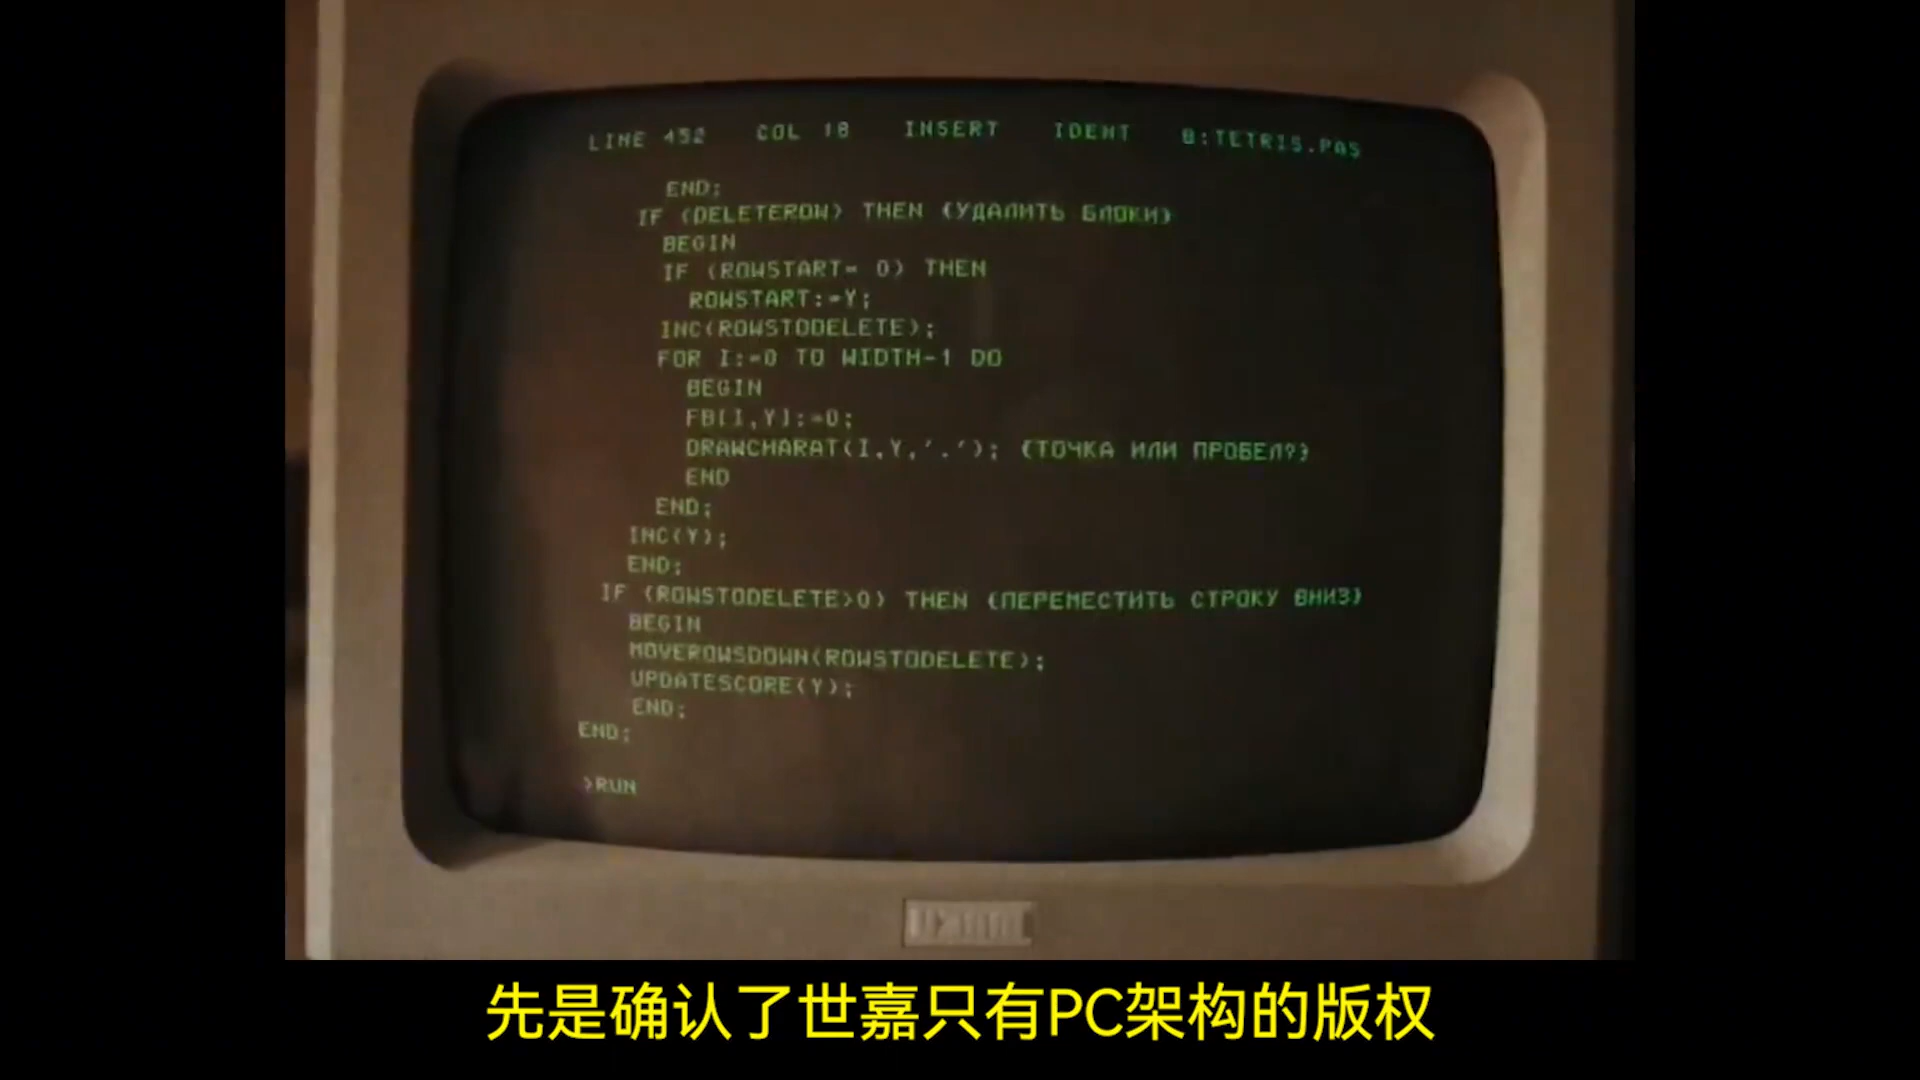 LINE 452 COL 18 INSERT IDENT B:TETRIS.PAS
END;
IF (DELETEROW) THEN {УДАЛИТЬ БЛОКИ}
BEGIN
IF (ROWSTART= 0) THEN
ROWSTART:=Y;
INC(ROWSTODELETE);
FOR I:=0 TO WIDTH-1 DO
BEGIN
FB[I,Y]:=0;
DRAWCHARAT(I,Y,'.'); {ТОЧКА ИЛИ ПРОБЕЛ?}
END
END;
INC(Y);
END;
IF (ROWSTODELETE>0) THEN {ПЕРЕМЕСТИТЬ СТРОКУ ВНИЗ}
BEGIN
MOVEROWSDOWN(ROWSTODELETE);
UPDATESCORE(Y);
END;
END;
>RUN
先是确认了世嘉只有PC架构的版权